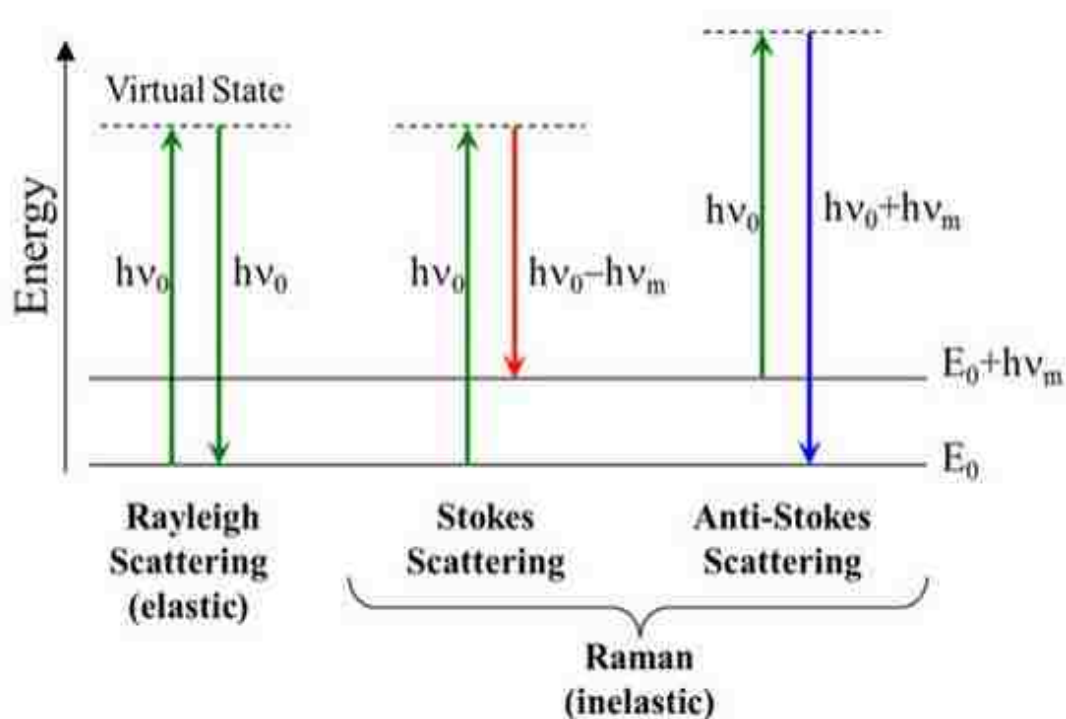 Virtual State
Energy
hν₀
hν₀
hν₀
hν₀–hνₘ
hν₀
hν₀+hνₘ
E₀+hνₘ
E₀
Rayleigh
Scattering
(elastic)
Stokes
Scattering
Anti-Stokes
Scattering
Raman
(inelastic)